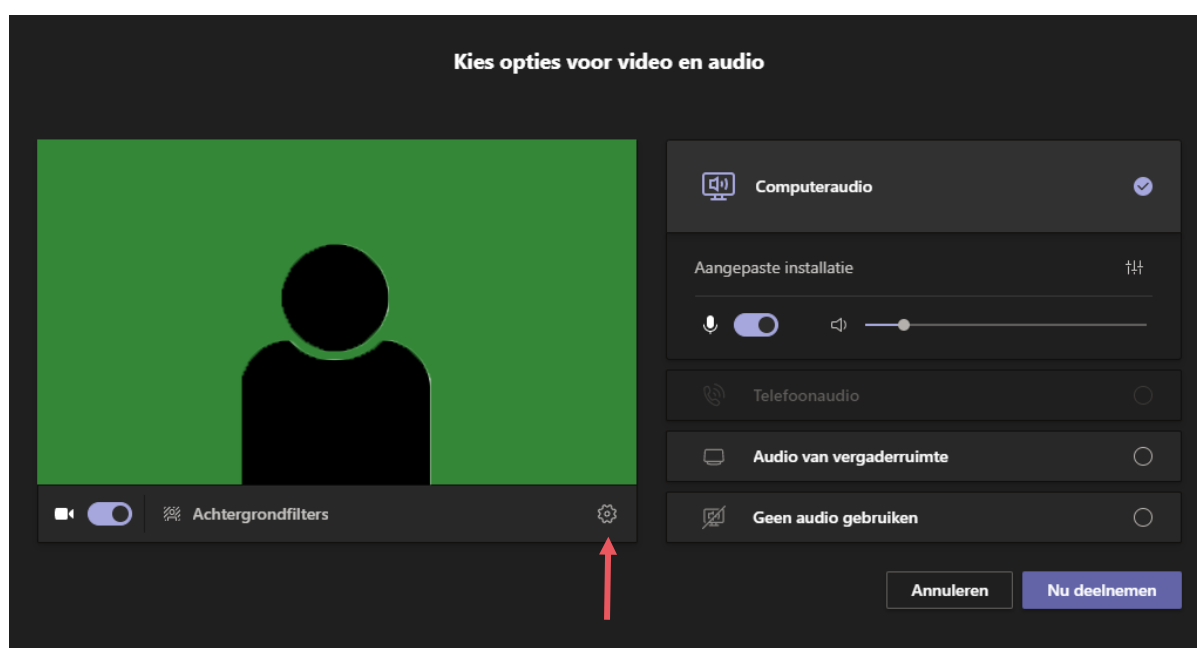 Kies opties voor video en audio
Computeraudio
Aangepaste installatie
Telefoonaudio
Audio van vergaderruimte
Achtergrondfilters
Geen audio gebruiken
Annuleren
Nu deelnemen